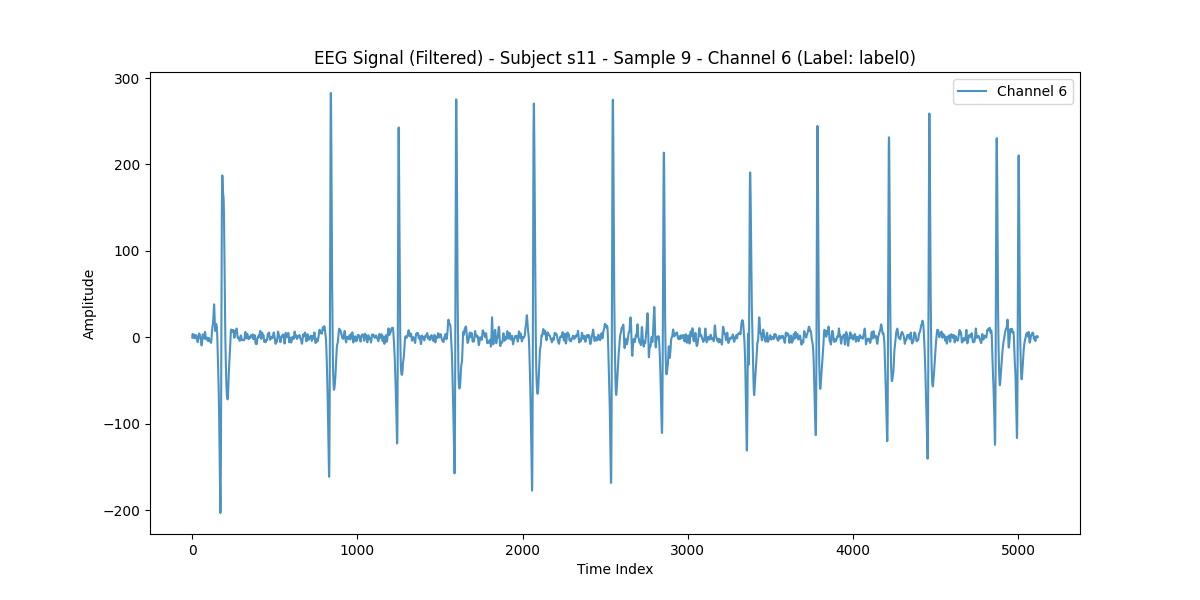 EEG Signal (Filtered) - Subject s11 - Sample 9 - Channel 6 (Label: label0)
Channel 6
300
200
100
0
−100
−200
Amplitude
0 1000 2000 3000 4000 5000
Time Index